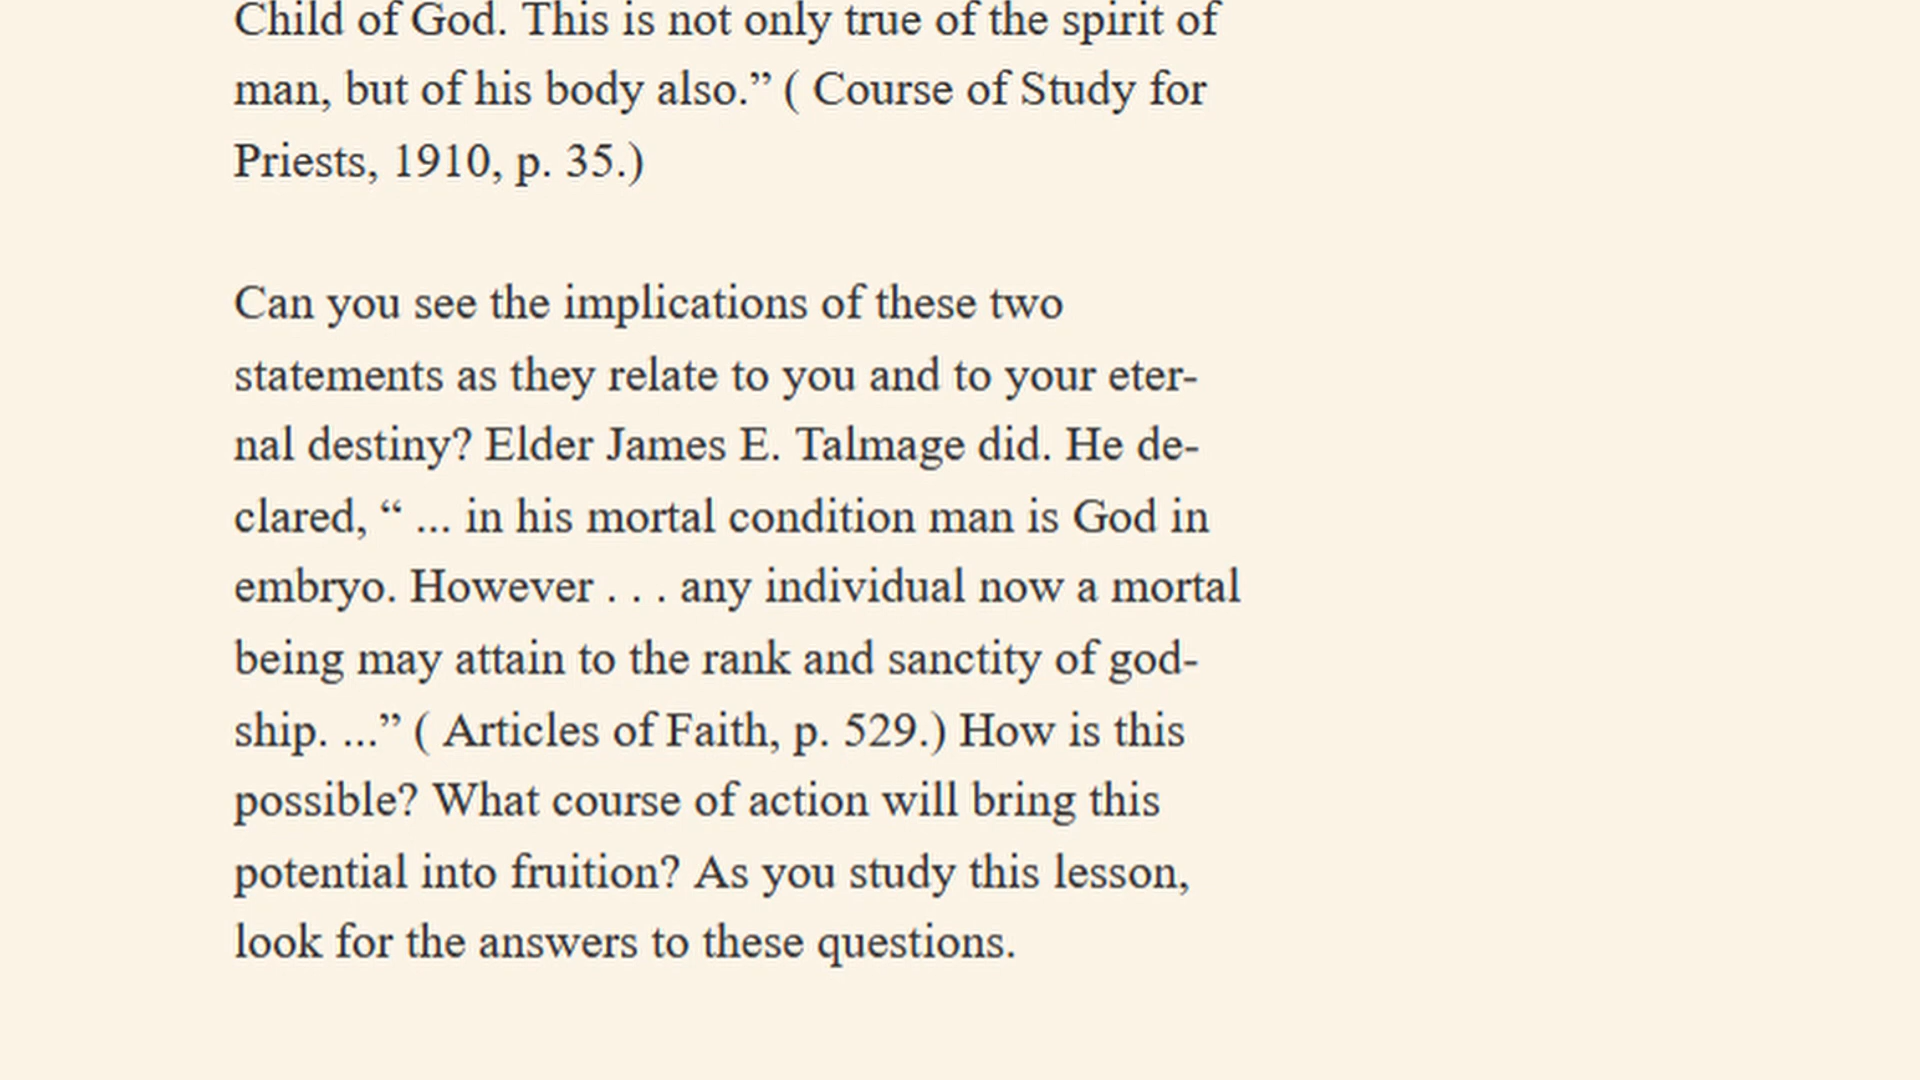 Child of God. This is not only true of the spirit of
man, but of his body also.” ( Course of Study for
Priests, 1910, p. 35.)
Can you see the implications of these two
statements as they relate to you and to your eter-
nal destiny? Elder James E. Talmage did. He de-
clared, “ ... in his mortal condition man is God in
embryo. However . . . any individual now a mortal
being may attain to the rank and sanctity of god-
ship. ...” ( Articles of Faith, p. 529.) How is this
possible? What course of action will bring this
potential into fruition? As you study this lesson,
look for the answers to these questions.